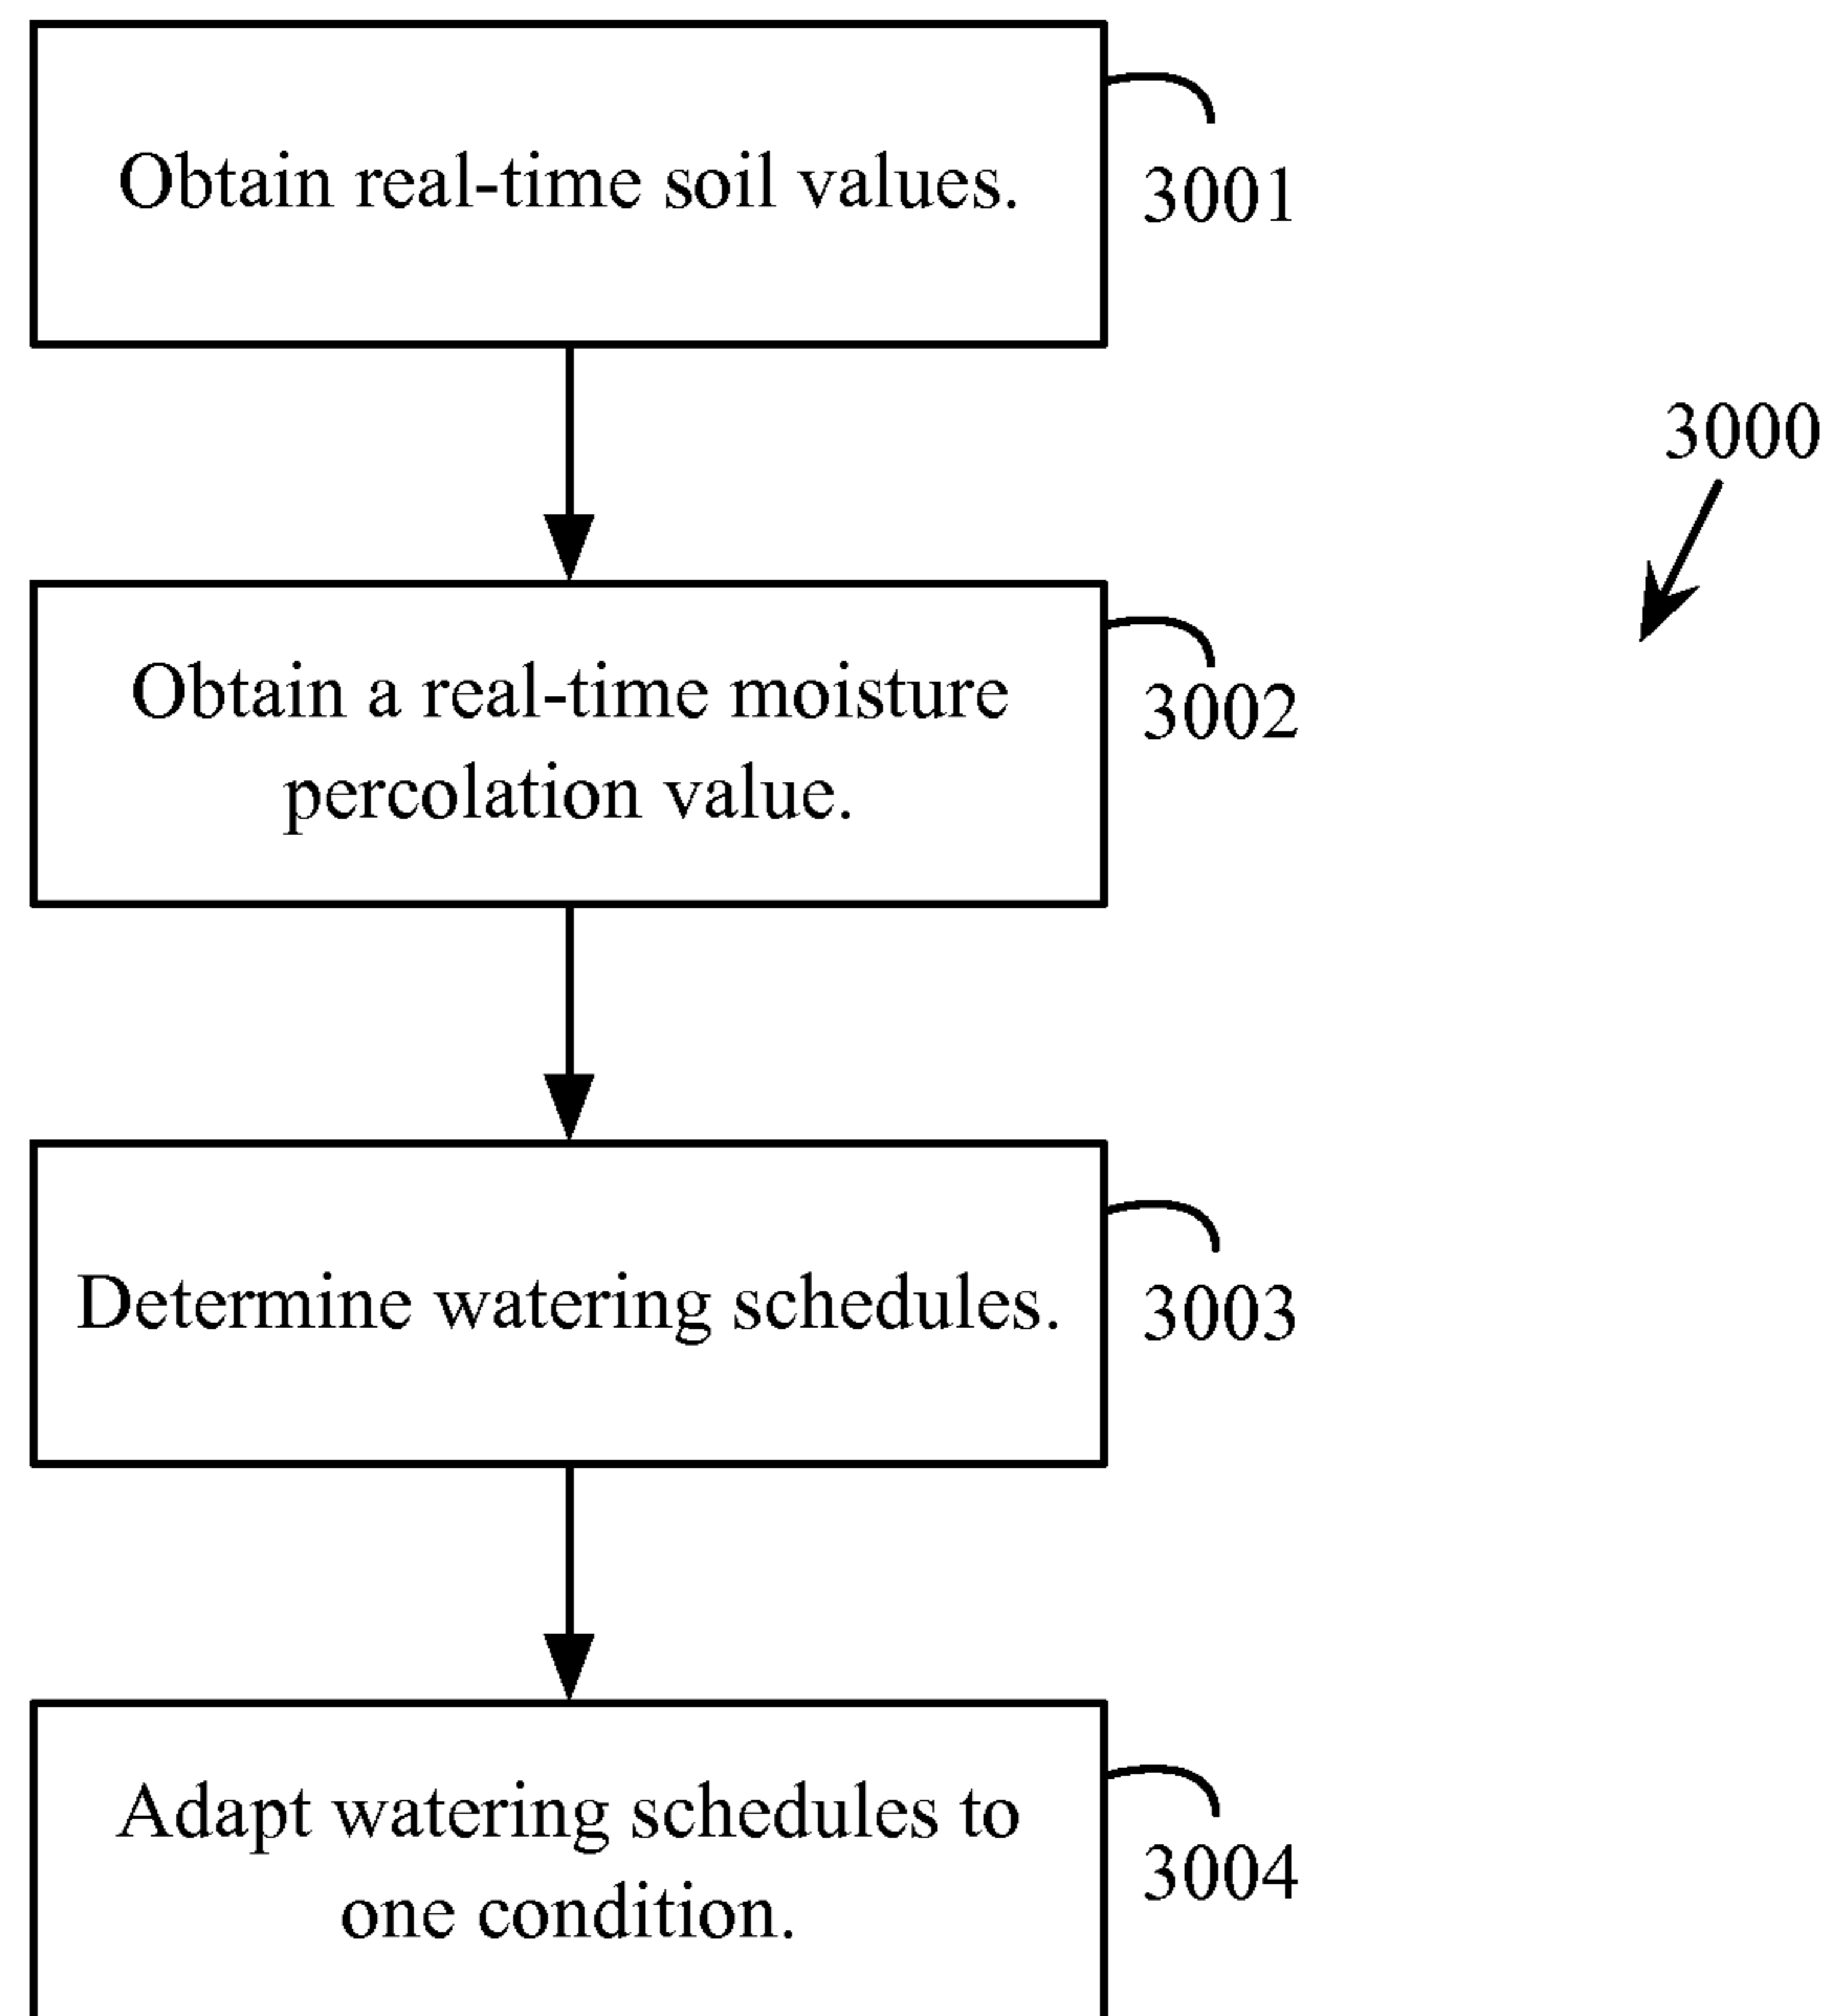 Obtain real-time soil values.
3001
3000
Obtain a real-time moisture
percolation value.
3002
Determine watering schedules.
3003
Adapt watering schedules to
one condition.
3004